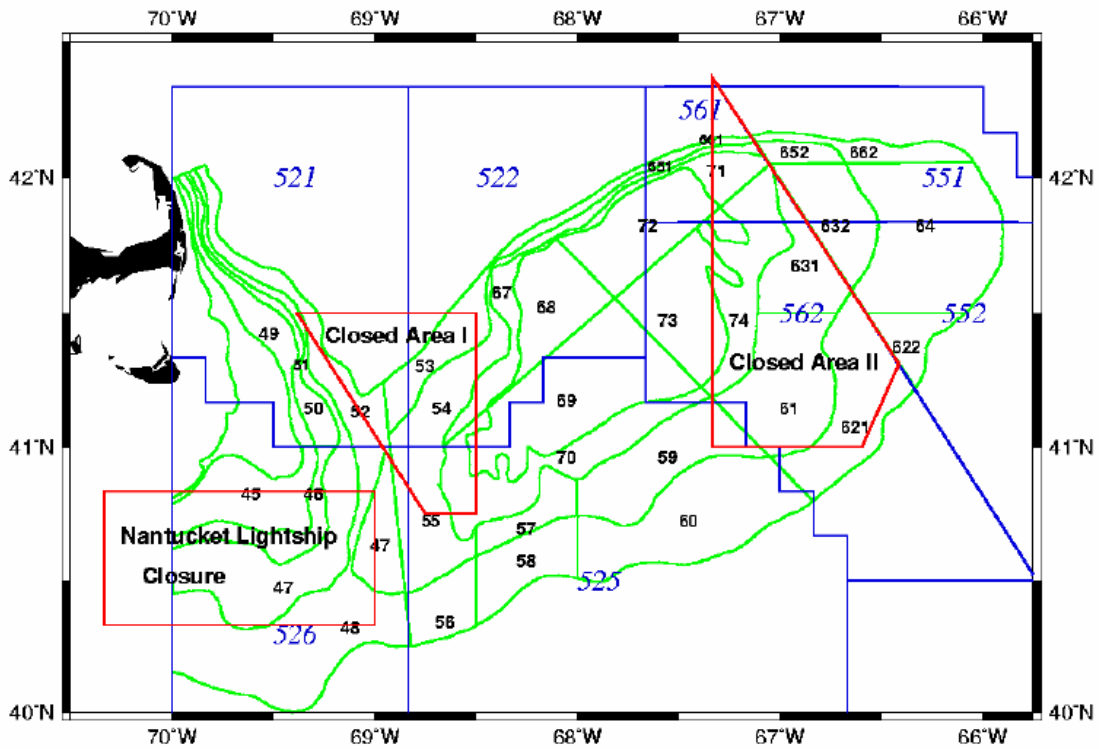 70°W 69°W 68°W 67°W 66°W
561
661
652 662
42°N 521 522 651 71 551 42°N
72 632 64
631
67 68
49 73 74 562 552
Closed Area I
622
51 53 Closed Area II
50 52 54 69 61
621
41°N 70 59 41°N
45 46
55 57 60
Nantucket Lightship 47
58
Closure 47 525
526 48 56
40°N 40°N
70°W 69°W 68°W 67°W 66°W